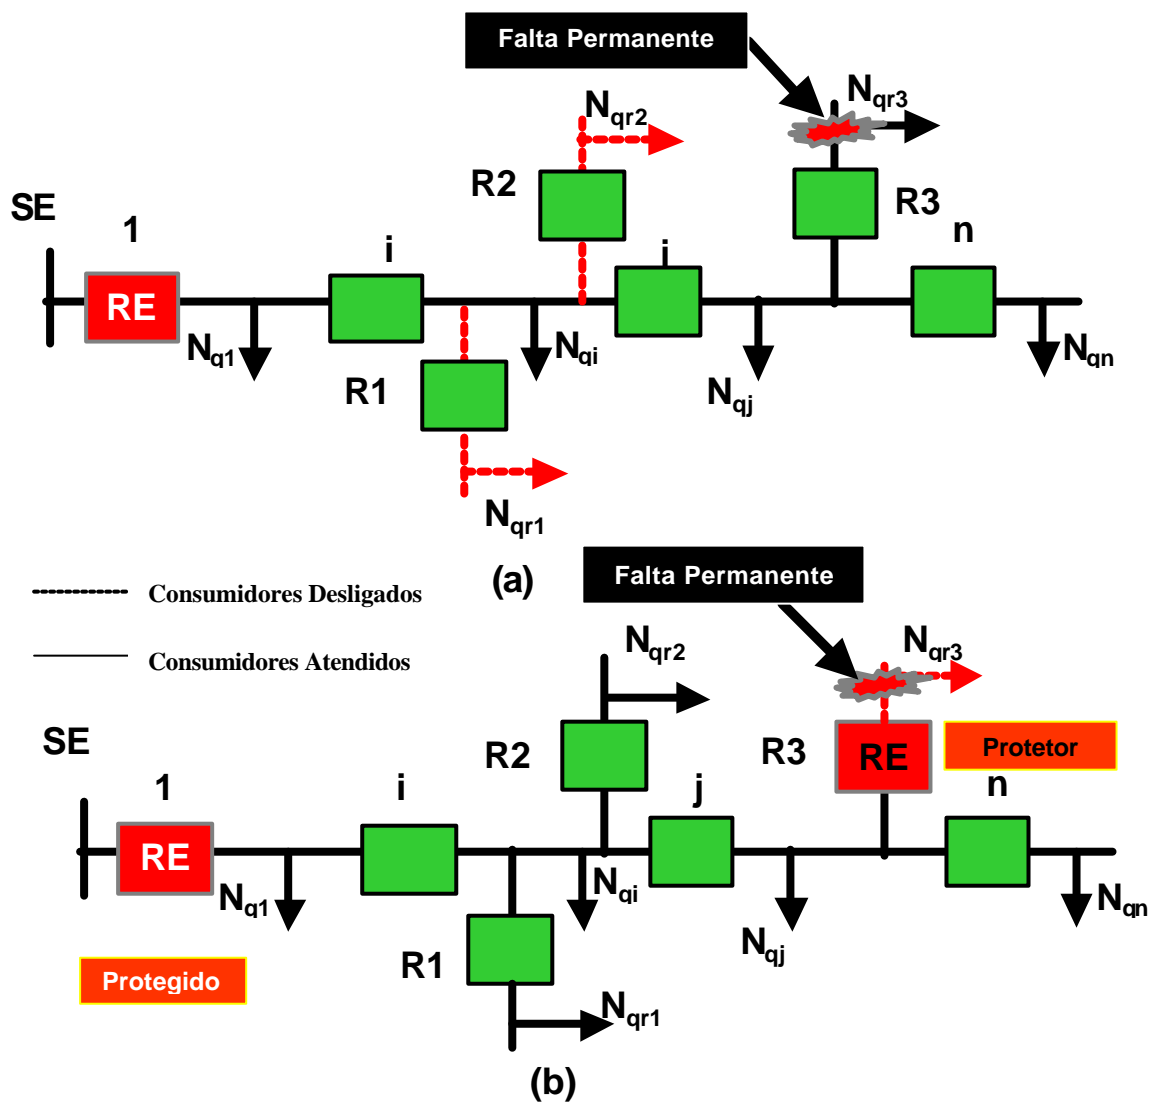 Falta Permanente
Nqr2
Nqr3
R2
R3
SE
1
i
j
n
RE
Nq1
Nqi
Nqj
Nqn
R1
Nqr1
(a)
Consumidores Desligados
Consumidores Atendidos
Falta Permanente
Nqr2
Nqr3
SE
R2
R3
RE
Protetor
1
i
j
n
RE
Nq1
Nqi
Nqj
Nqn
R1
Protegido
Nqr1
(b)